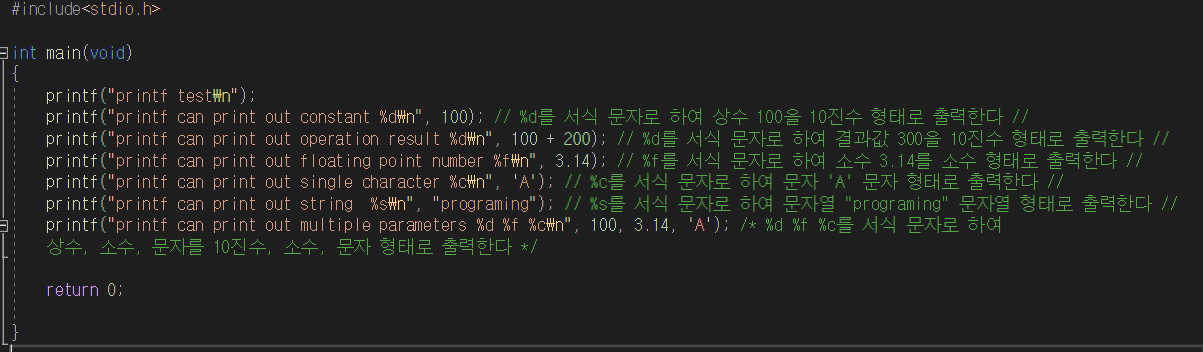 #include<stdio.h>
int main(void)
{
printf("printf test₩n");
printf("printf can print out constant %d₩n", 100); // %d를 서식 문자로 하여 상수 100을 10진수 형태로 출력한다 //
printf("printf can print out operation result %d₩n", 100 + 200); // %d를 서식 문자로 하여 결과값 300을 10진수 형태로 출력한다 //
printf("printf can print out floating point number %f₩n", 3.14); // %f를 서식 문자로 하여 소수 3.14를 소수 형태로 출력한다 //
printf("printf can print out single character %c₩n", 'A'); // %c를 서식 문자로 하여 문자 'A' 문자 형태로 출력한다 //
printf("printf can print out string  %s₩n", "programing"); // %s를 서식 문자로 하여 문자열 "programing" 문자열 형태로 출력한다 //
printf("printf can print out multiple parameters %d %f %c₩n", 100, 3.14, 'A'); /* %d %f %c를 서식 문자로 하여
상수, 소수, 문자를 10진수, 소수, 문자 형태로 출력한다 */
return 0;
}